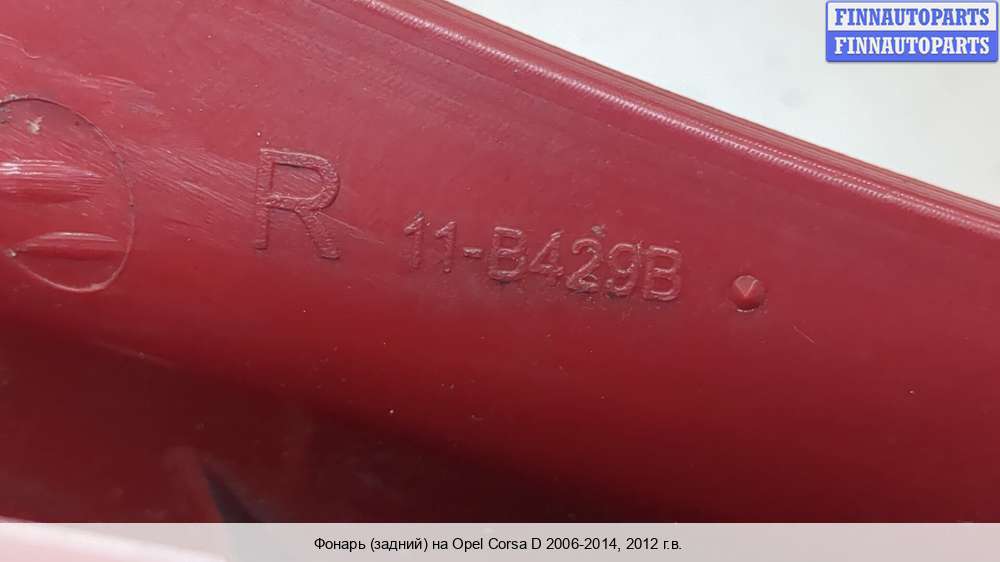 FINNAUTOPARTS
FINNAUTOPARTS
R 11-B429B
Фонарь (задний) на Opel Corsa D 2006-2014, 2012 г.в.